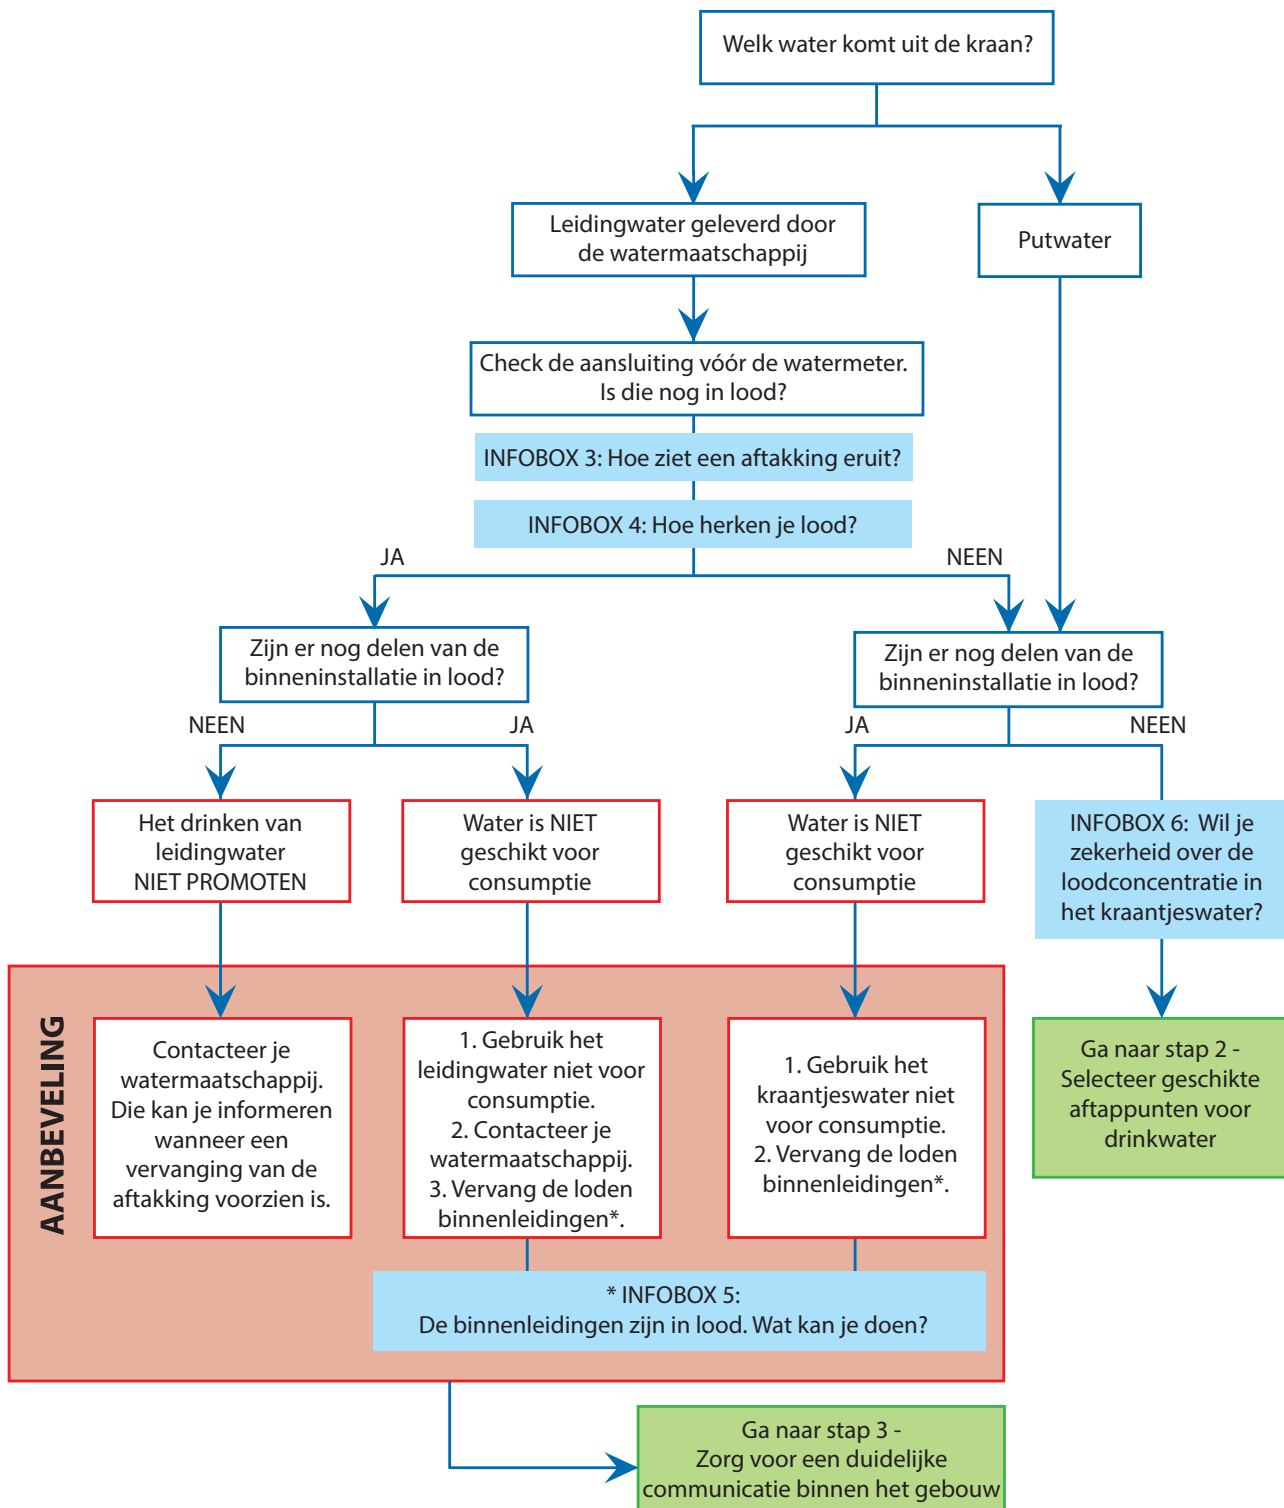 Welk water komt uit de kraan?
Leidingwater geleverd door
de watermaatschappij
Putwater
Check de aansluiting vóór de watermeter.
Is die nog in lood?
INFOBOX 3: Hoe ziet een aftakking eruit?
INFOBOX 4: Hoe herken je lood?
JA
NEEN
Zijn er nog delen van de
binneninstallatie in lood?
Zijn er nog delen van de
binneninstallatie in lood?
NEEN
JA
JA
NEEN
Het drinken van
leidingwater
NIET PROMOTEN
Water is NIET
geschikt voor
consumptie
Water is NIET
geschikt voor
consumptie
INFOBOX 6: Wil je
zekerheid over de
loodconcentratie in
het kraantjeswater?
AANBEVELING
Contacteer je
watermaatschappij.
Die kan je informeren
wanneer een
vervanging van de
aftakking voorzien is.
1. Gebruik het
leidingwater niet voor
consumptie.
2. Contacteer je
watermaatschappij.
3. Vervang de loden
binnenleidingen*.
1. Gebruik het
kraantjeswater niet
voor consumptie.
2. Vervang de loden
binnenleidingen*.
Ga naar stap 2 -
Selecteer geschikte
aftappunten voor
drinkwater
* INFOBOX 5:
De binnenleidingen zijn in lood. Wat kan je doen?
Ga naar stap 3 -
Zorg voor een duidelijke
communicatie binnen het gebouw